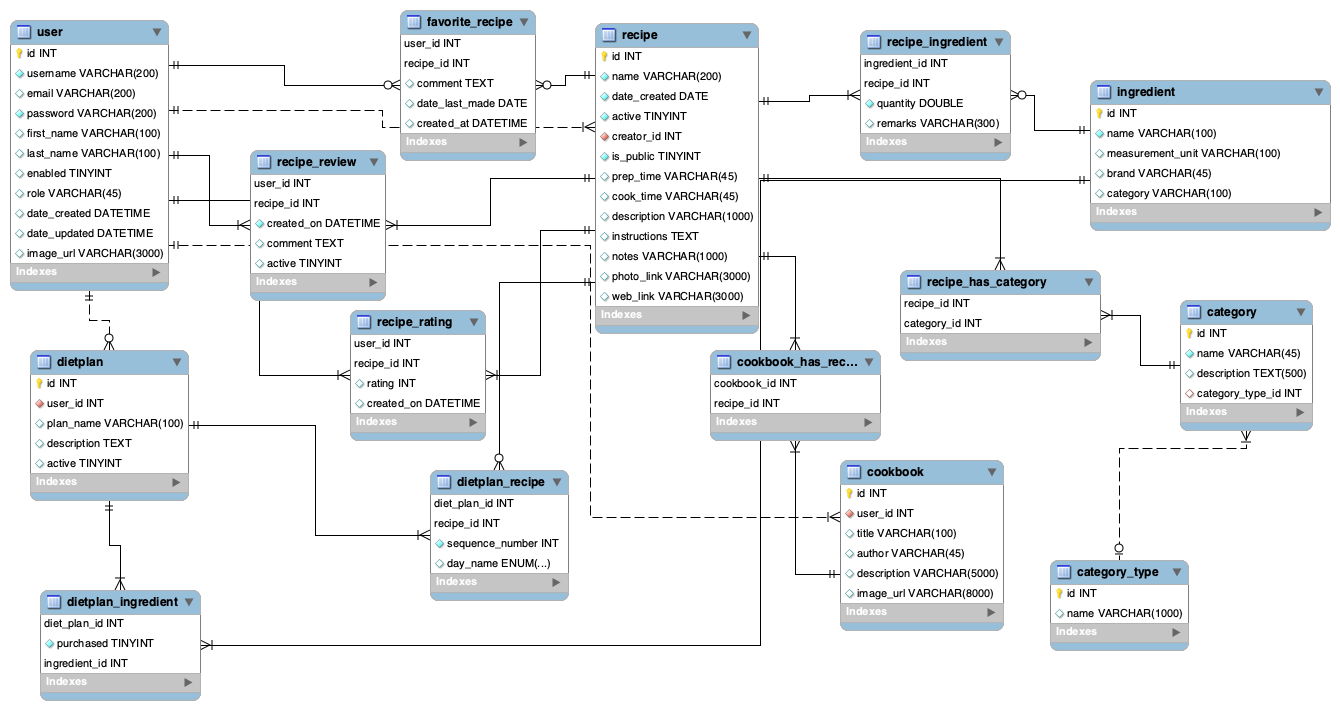 user
id INT
username VARCHAR(200)
email VARCHAR(200)
password VARCHAR(200)
first_name VARCHAR(100)
last_name VARCHAR(100)
enabled TINYINT
role VARCHAR(45)
date_created DATETIME
date_updated DATETIME
image_url VARCHAR(3000)
Indexes
favorite_recipe
user_id INT
recipe_id INT
comment TEXT
date_last_made DATE
created_at DATETIME
Indexes
recipe
id INT
name VARCHAR(200)
date_created DATE
active TINYINT
creator_id INT
is_public TINYINT
prep_time VARCHAR(45)
cook_time VARCHAR(45)
description VARCHAR(1000)
instructions TEXT
notes VARCHAR(1000)
photo_link VARCHAR(3000)
web_link VARCHAR(3000)
Indexes
recipe_ingredient
ingredient_id INT
recipe_id INT
quantity DOUBLE
remarks VARCHAR(300)
Indexes
ingredient
id INT
name VARCHAR(100)
measurement_unit VARCHAR(100)
brand VARCHAR(45)
category VARCHAR(100)
Indexes
recipe_review
user_id INT
recipe_id INT
created_on DATETIME
comment TEXT
active TINYINT
Indexes
recipe_rating
user_id INT
recipe_id INT
rating INT
created_on DATETIME
Indexes
recipe_has_category
recipe_id INT
category_id INT
Indexes
category
id INT
name VARCHAR(45)
description TEXT(500)
category_type_id INT
Indexes
dietplan
id INT
user_id INT
plan_name VARCHAR(100)
description TEXT
active TINYINT
Indexes
cookbook_has_rec...
cookbook_id INT
recipe_id INT
Indexes
dietplan_recipe
diet_plan_id INT
recipe_id INT
sequence_number INT
day_name ENUM(...)
Indexes
cookbook
id INT
user_id INT
title VARCHAR(100)
author VARCHAR(45)
description VARCHAR(5000)
image_url VARCHAR(8000)
Indexes
category_type
id INT
name VARCHAR(1000)
Indexes
dietplan_ingredient
diet_plan_id INT
purchased TINYINT
ingredient_id INT
Indexes